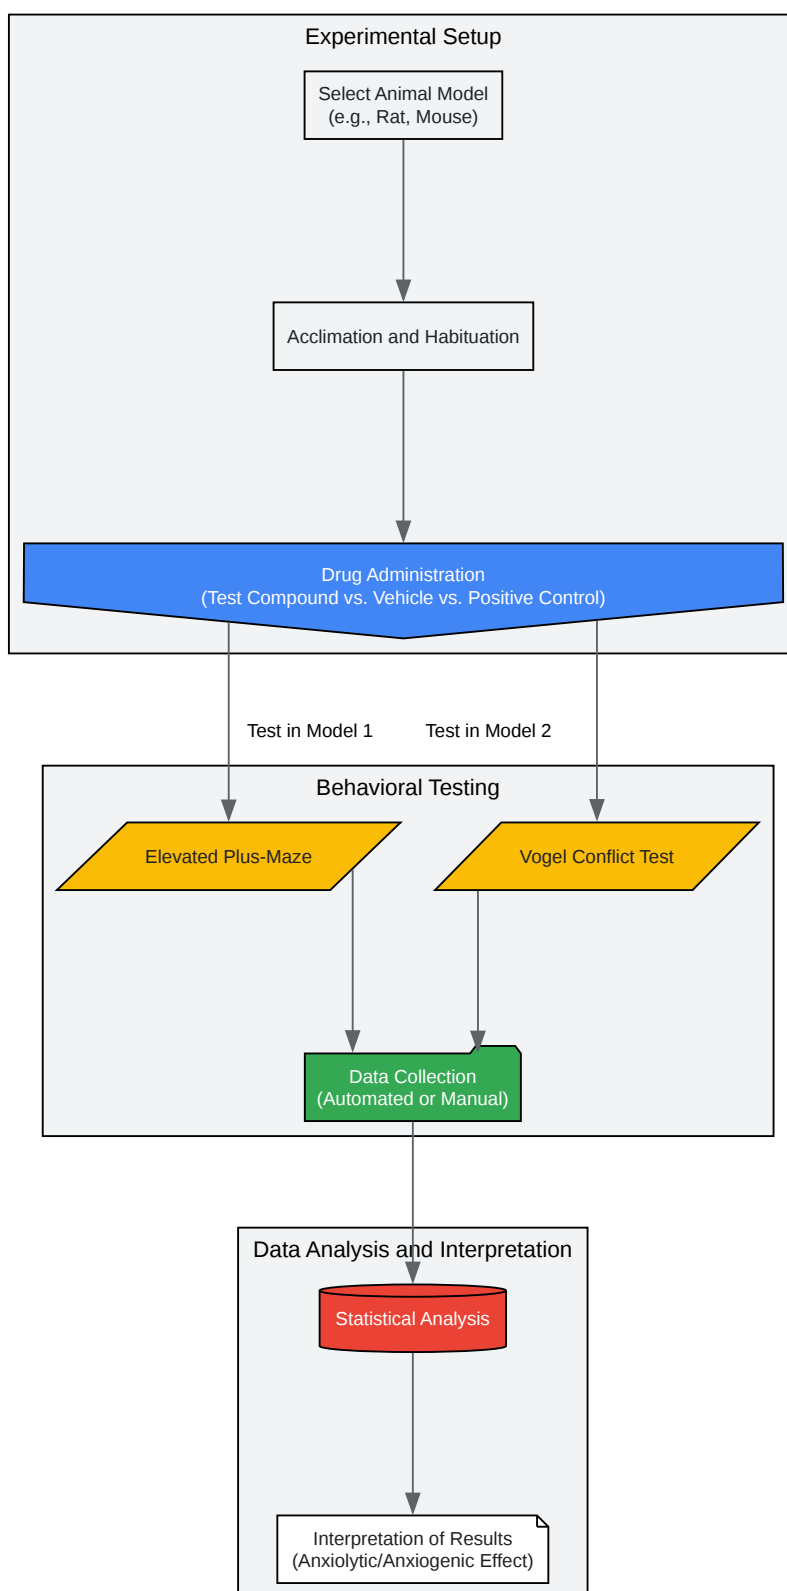 Experimental Setup
Select Animal Model
(e.g., Rat, Mouse)
Acclimation and Habituation
Drug Administration
(Test Compound vs. Vehicle vs. Positive Control)
Test in Model 1
Test in Model 2
Behavioral Testing
Elevated Plus-Maze
Vogel Conflict Test
Data Collection
(Automated or Manual)
Data Analysis and Interpretation
Statistical Analysis
Interpretation of Results
(Anxiolytic/Anxiogenic Effect)